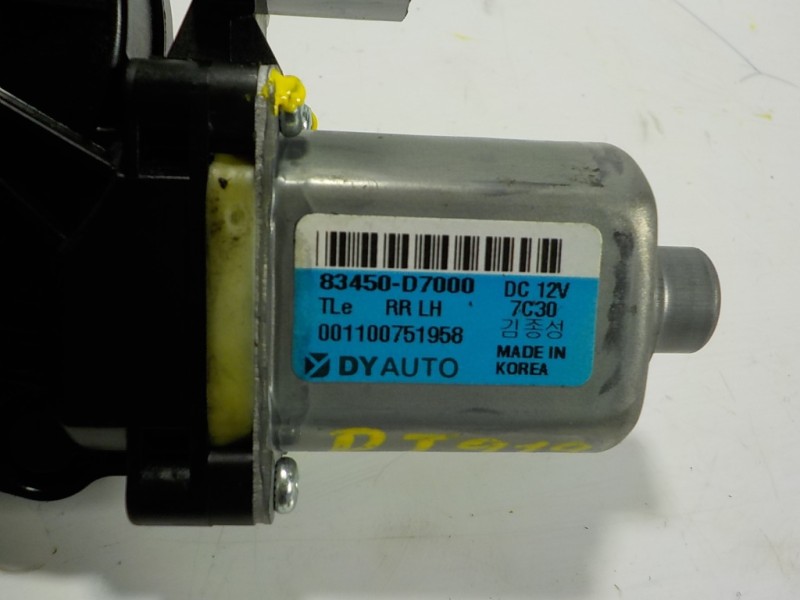 83450-D7000 DC 12V
TLe RR LH 7C30
001100751958 김종성
DYAUTO MADE IN
KOREA